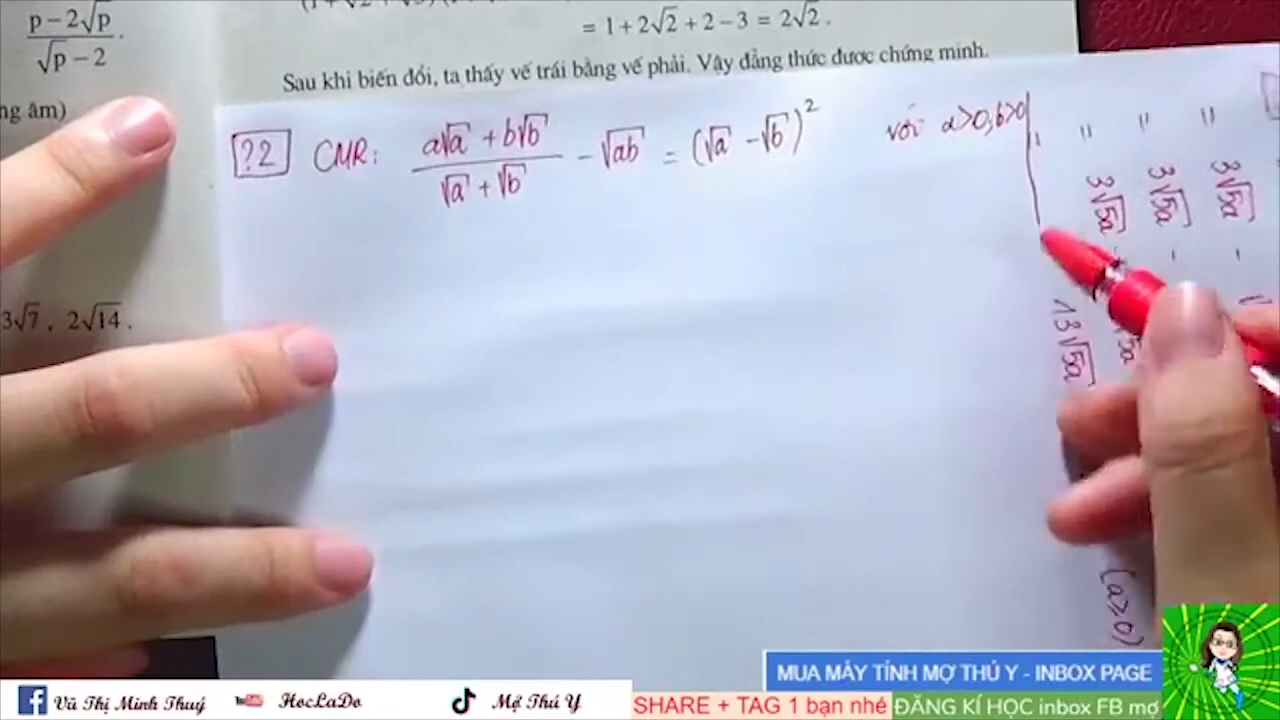 p − 2√p
√p − 2 .
= 1 + 2√2 + 2 − 3 = 2√2 .
Sau khi biến đổi, ta thấy vế trái bằng vế phải. Vậy đẳng thức được chứng minh.
ng âm)
?2 CMR: (a√a + b√b)/(√a + √b) − √ab = (√a − √b)² với a>0, b>0
3√7 , 2√14 .
" " "
3√5a 3√5a − 3√5a −
13√5a √5a
(a≥0)
MUA MÁY TÍNH MỢ THÚ Y - INBOX PAGE
Vũ Thị Minh Thuý HocLaDo Mợ Thú Y SHARE + TAG 1 bạn nhé ĐĂNG KÍ HỌC inbox FB mợ